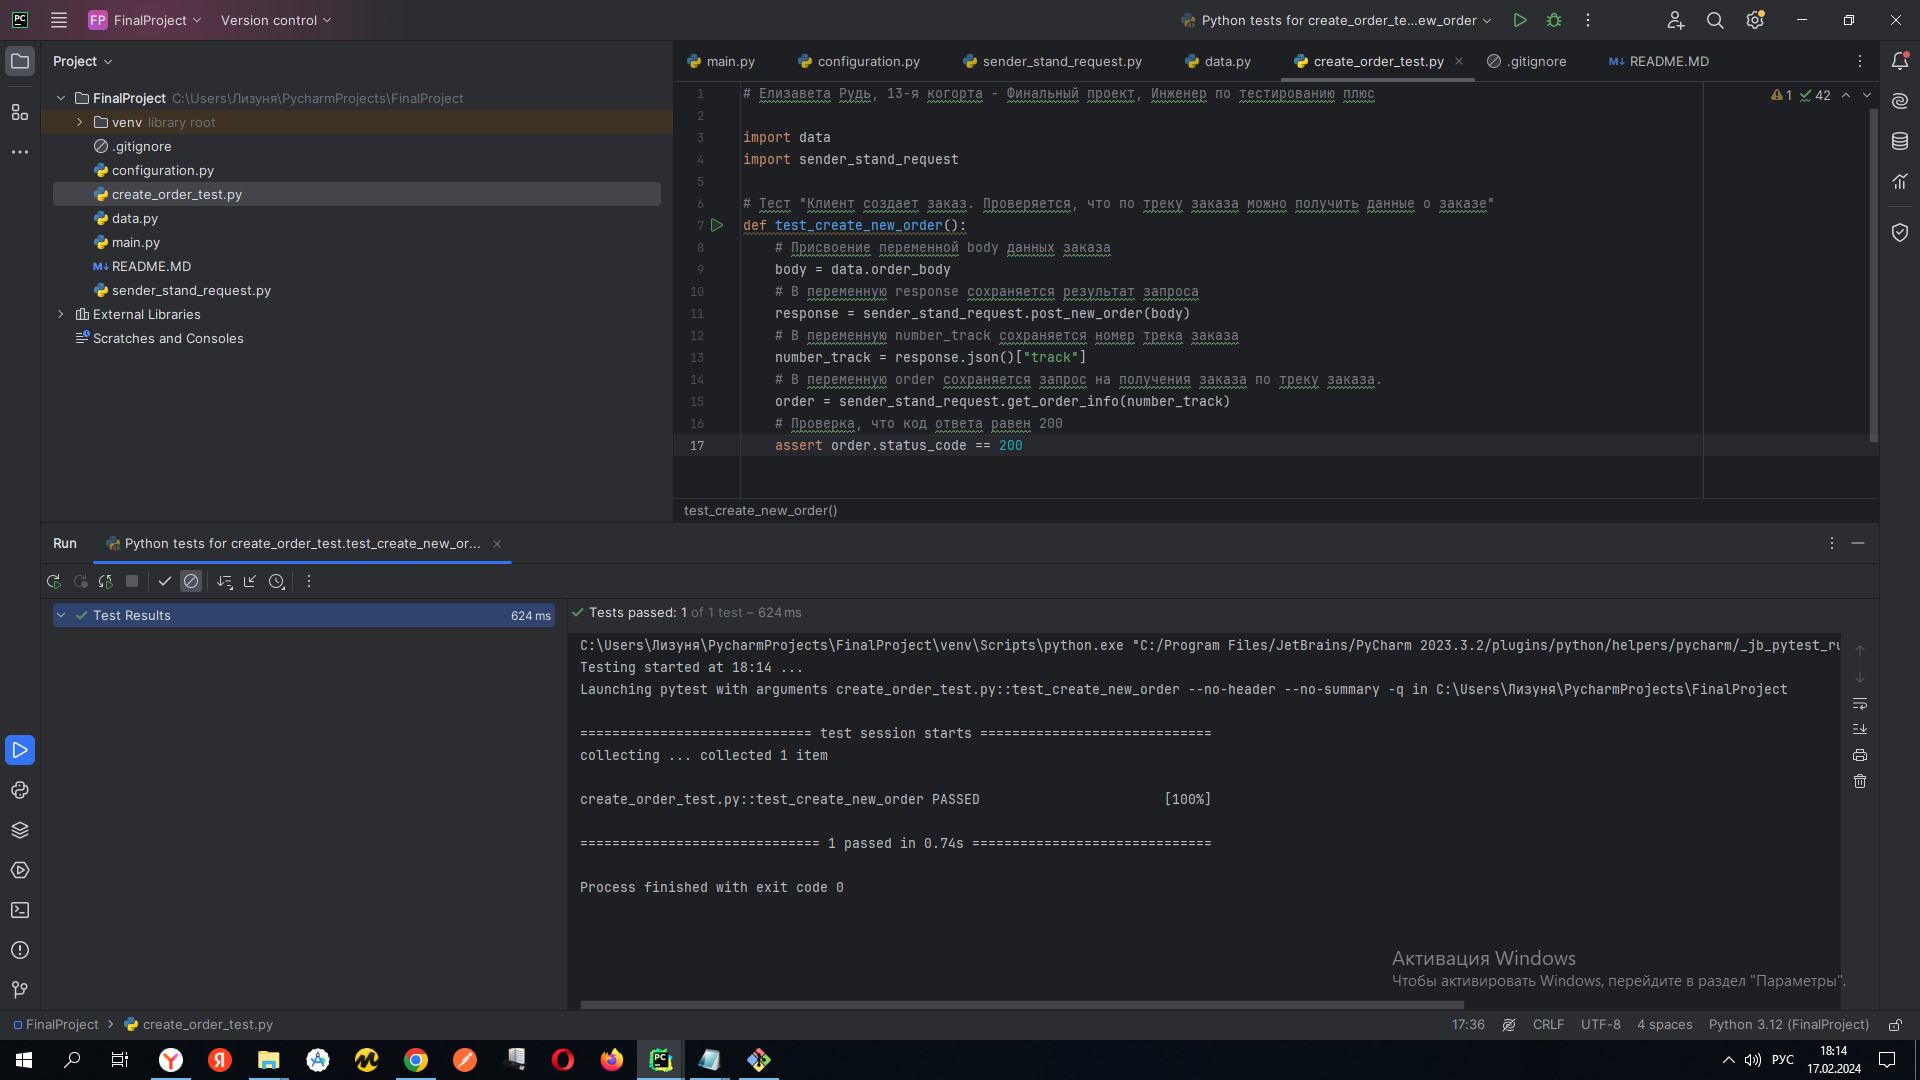 FP FinalProject Version control
Python tests for create_order_te...ew_order
Project
FinalProject C:\Users\Лизуня\PycharmProjects\FinalProject
venv library root
.gitignore
configuration.py
create_order_test.py
data.py
main.py
README.MD
sender_stand_request.py
External Libraries
Scratches and Consoles
main.py configuration.py sender_stand_request.py data.py create_order_test.py .gitignore README.MD
1 42
1 # Елизавета Рудь, 13-я когорта - Финальный проект, Инженер по тестированию плюс
2
3 import data
4 import sender_stand_request
5
6 # Тест "Клиент создает заказ. Проверяется, что по треку заказа можно получить данные о заказе"
7 def test_create_new_order():
8 # Присвоение переменной body данных заказа
9 body = data.order_body
10 # В переменную response сохраняется результат запроса
11 response = sender_stand_request.post_new_order(body)
12 # В переменную number_track сохраняется номер трека заказа
13 number_track = response.json()["track"]
14 # В переменную order сохраняется запрос на получения заказа по треку заказа.
15 order = sender_stand_request.get_order_info(number_track)
16 # Проверка, что код ответа равен 200
17 assert order.status_code == 200
test_create_new_order()
Run Python tests for create_order_test.test_create_new_or...
Test Results 624 ms
Tests passed: 1 of 1 test – 624 ms
C:\Users\Лизуня\PycharmProjects\FinalProject\venv\Scripts\python.exe "C:/Program Files/JetBrains/PyCharm 2023.3.2/plugins/python/helpers/pycharm/_jb_pytest_ru
Testing started at 18:14 ...
Launching pytest with arguments create_order_test.py::test_create_new_order --no-header --no-summary -q in C:\Users\Лизуня\PycharmProjects\FinalProject
============================= test session starts =============================
collecting ... collected 1 item
create_order_test.py::test_create_new_order PASSED [100%]
============================== 1 passed in 0.74s ==============================
Process finished with exit code 0
Активация Windows
Чтобы активировать Windows, перейдите в раздел "Параметры".
FinalProject create_order_test.py
17:36 CRLF UTF-8 4 spaces Python 3.12 (FinalProject)
РУС
18:14
17.02.2024